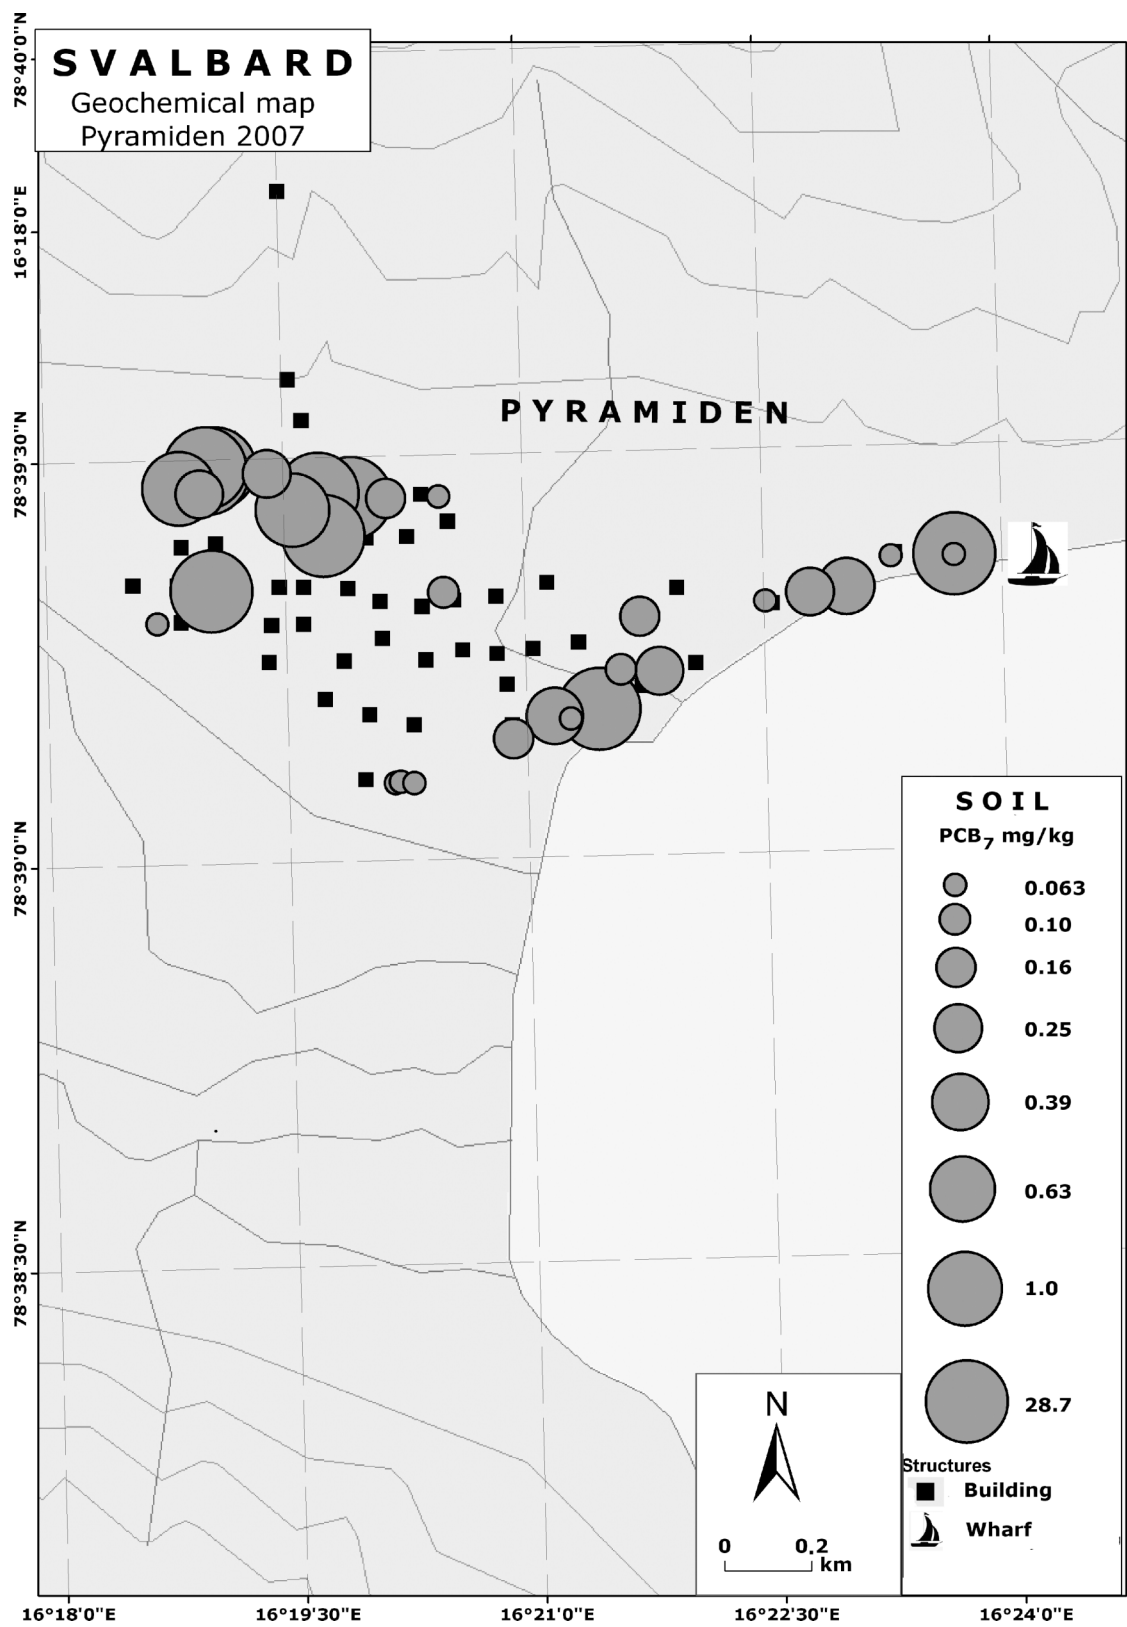 S V A L B A R D
Geochemical map
Pyramiden 2007
78°40'0"N
16°18'0"E
78°39'30"N
78°39'0"N
78°38'30"N
P Y R A M I D E N
S O I L
PCB7 mg/kg
0.063
0.10
0.16
0.25
0.39
0.63
1.0
28.7
Structures
Building
Wharf
N
0 0.2
km
16°18'0"E 16°19'30"E 16°21'0"E 16°22'30"E 16°24'0"E